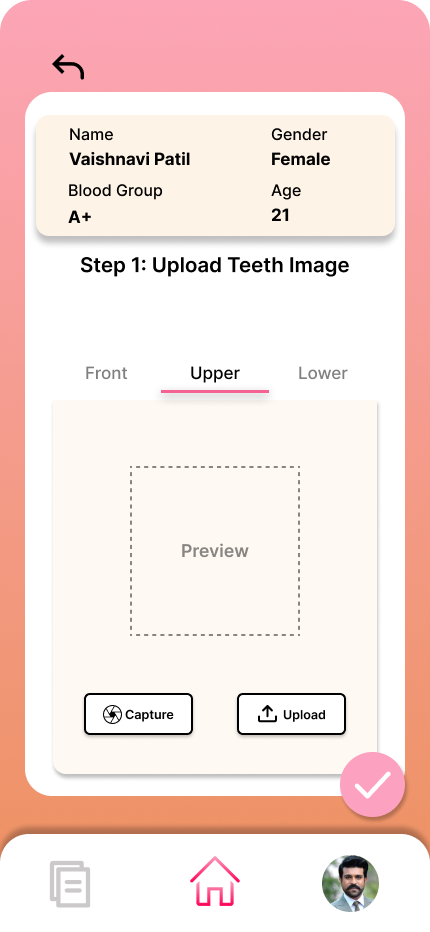 Name Gender
Vaishnavi Patil Female
Blood Group Age
A+ 21
Step 1: Upload Teeth Image
Front Upper Lower
Preview
Capture Upload